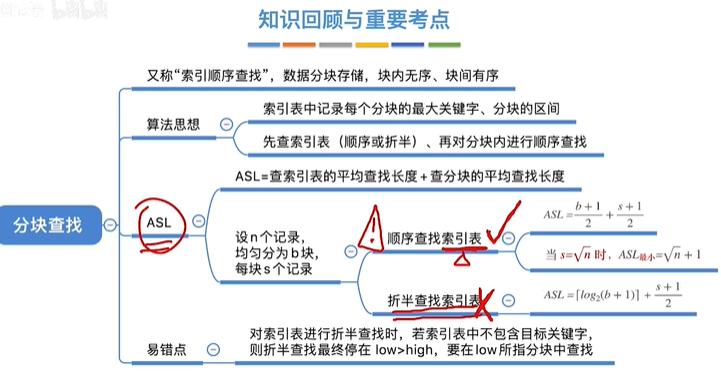 知识回顾与重要考点
又称“索引顺序查找”，数据分块存储，块内无序、块间有序
索引表中记录每个分块的最大关键字、分块的区间
算法思想
先查索引表（顺序或折半）、再对分块内进行顺序查找
ASL=查索引表的平均查找长度+查分块的平均查找长度
分块查找
ASL
设n个记录，
均匀分为b块，
每块s个记录
顺序查找索引表
ASL=\frac{b+1}{2}+\frac{s+1}{2}
当 s=√n 时，ASL最小=√n+1
折半查找索引表
ASL=⌈log₂(b+1)⌉+\frac{s+1}{2}
易错点
对索引表进行折半查找时，若索引表中不包含目标关键字，
则折半查找最终停在 low>high，要在low所指分块中查找